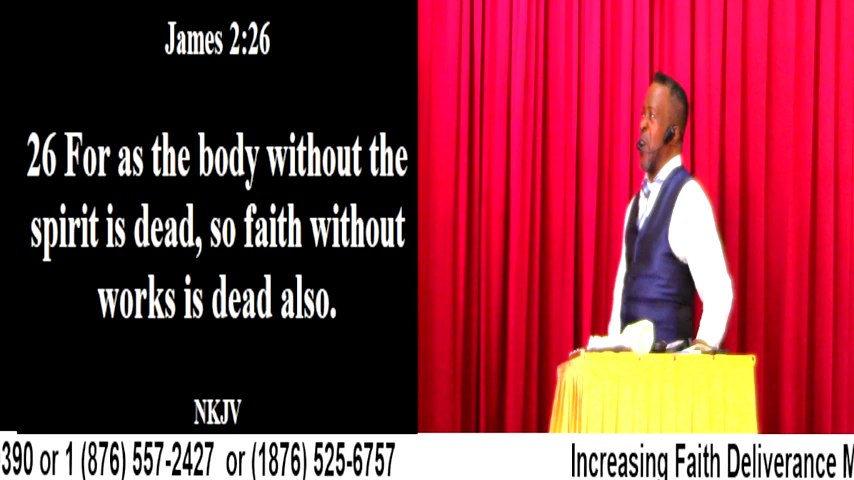 James 2:26
26 For as the body without the
spirit is dead, so faith without
works is dead also.
NKJV
390 or 1 (876) 557-2427 or (1876) 525-6757
Increasing Faith Deliverance M